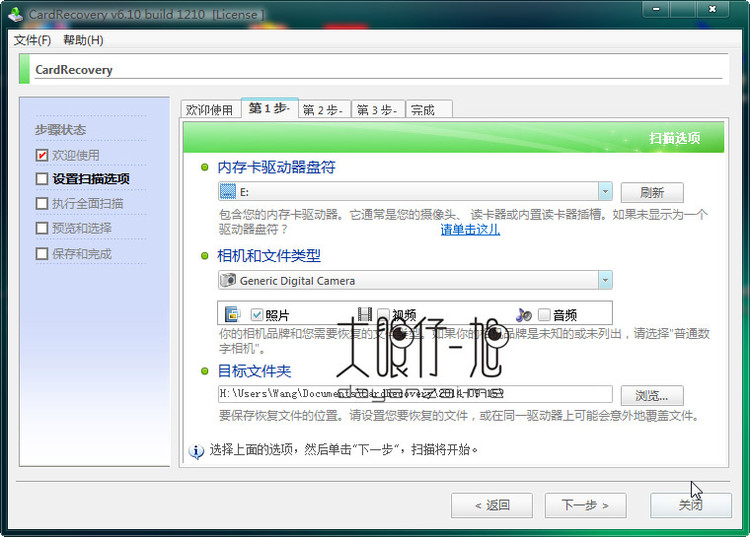 CardRecovery v6.10 build 1210 [License ]
文件(F) 帮助(H)
CardRecovery
步骤状态
欢迎使用
设置扫描选项
执行全面扫描
预览和选择
保存和完成
欢迎使用 第 1 步- 第 2 步- 第 3 步- 完成
扫描选项
内存卡驱动器盘符
E:
刷新
包含您的内存卡驱动器。它通常是您的摄像头、 读卡器或内置读卡器插槽。如果未显示为一个
驱动器盘符？ 请单击这儿
相机和文件类型
Generic Digital Camera
照片 视频 音频
你的相机品牌和您需要恢复的文件类型。如果你的相机品牌是未知的或未列出，请选择"普通数
字相机"。
大眼仔~旭
目标文件夹
H:\Users\Wang\Documents\CardRecovery\2014-09-15?
浏览...
要保存恢复文件的位置。请设置您要恢复的文件，或在同一驱动器上可能会意外地覆盖文件。
选择上面的选项，然后单击"下一步"，扫描将开始。
< 返回 下一步 > 关闭